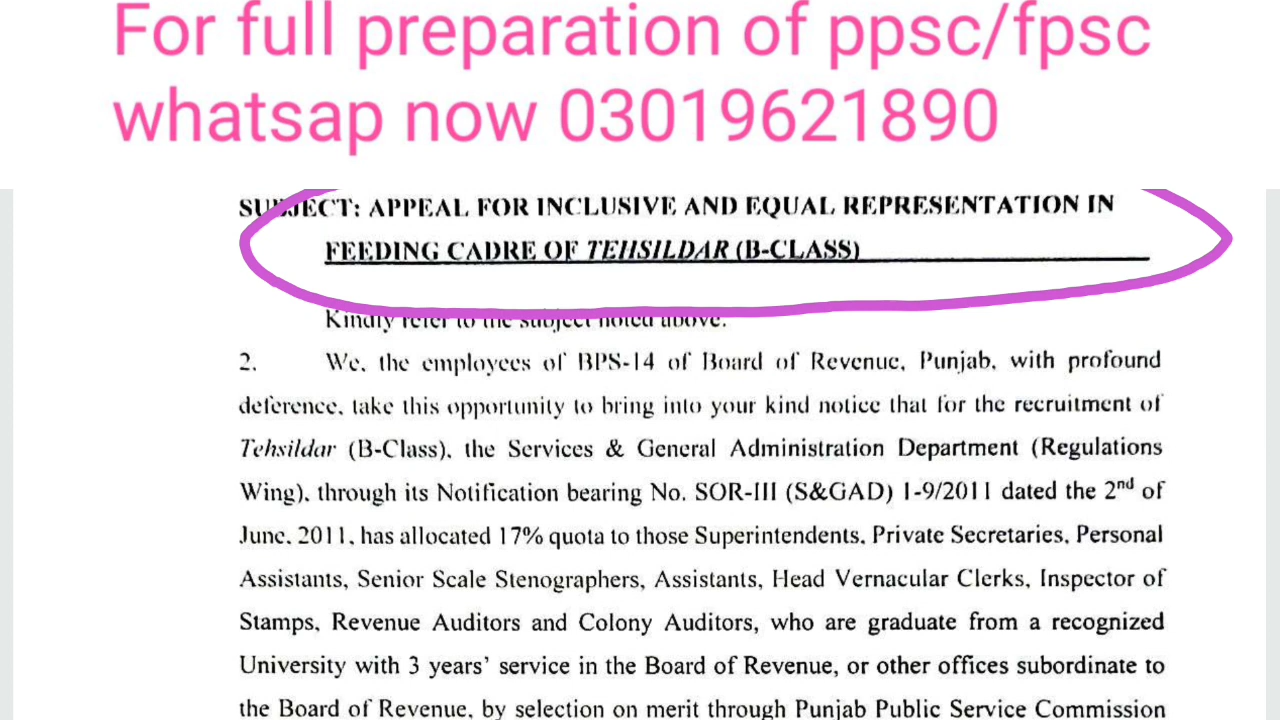 For full preparation of ppsc/fpsc
whatsap now 03019621890
SUBJECT: APPEAL FOR INCLUSIVE AND EQUAL REPRESENTATION IN
FEEDING CADRE OF TEHSILDAR (B-CLASS)
Kindly refer to the subject noted above.
2. We, the employees of BPS-14 of Board of Revenue, Punjab, with profound
deference, take this opportunity to bring into your kind notice that for the recruitment of
Tehsildar (B-Class), the Services & General Administration Department (Regulations
Wing), through its Notification bearing No. SOR-III (S&GAD) 1-9/2011 dated the 2nd of
June, 2011, has allocated 17% quota to those Superintendents, Private Secretaries, Personal
Assistants, Senior Scale Stenographers, Assistants, Head Vernacular Clerks, Inspector of
Stamps, Revenue Auditors and Colony Auditors, who are graduate from a recognized
University with 3 years' service in the Board of Revenue, or other offices subordinate to
the Board of Revenue, by selection on merit through Punjab Public Service Commission